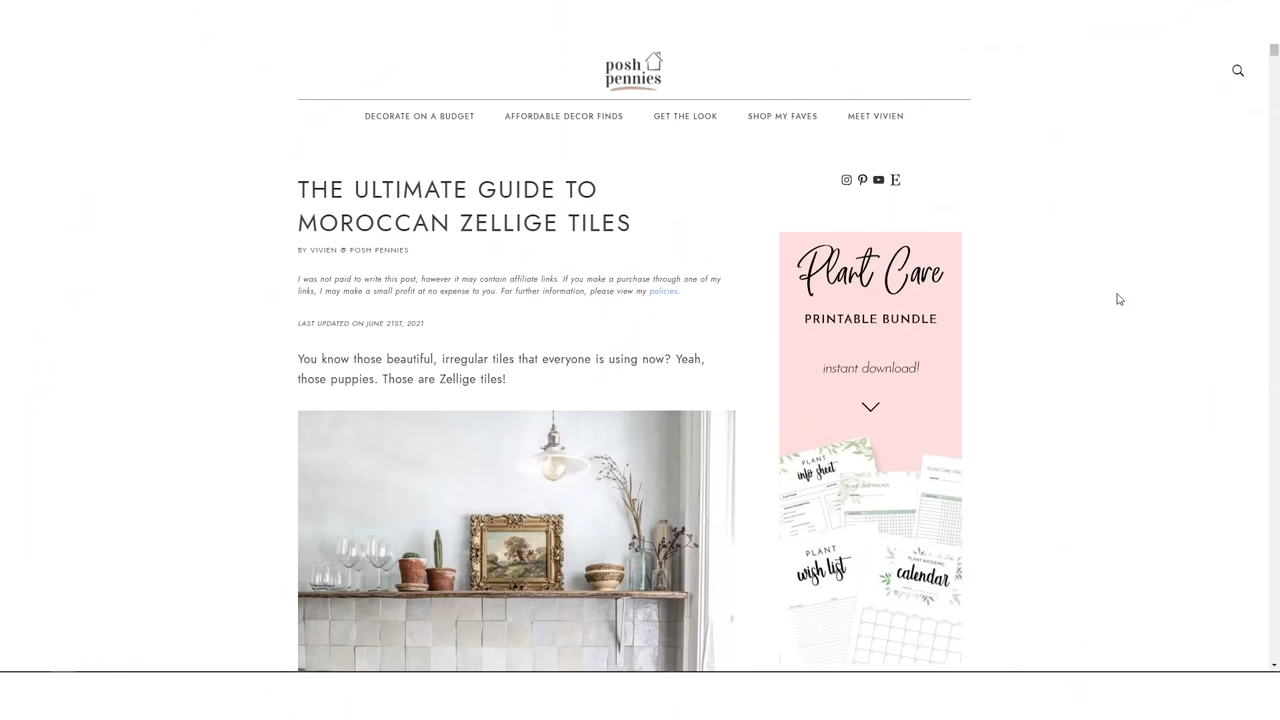 posh
pennies
DECORATE ON A BUDGET
AFFORDABLE DECOR FINDS
GET THE LOOK
SHOP MY FAVES
MEET VIVIEN
THE ULTIMATE GUIDE TO
MOROCCAN ZELLIGE TILES
BY VIVIEN @ POSH PENNIES
I was not paid to write this post, however it may contain affiliate links. If you make a purchase through one of my
links, I may make a small profit at no expense to you. For further information, please view my policies.
LAST UPDATED ON JUNE 21ST, 2021
You know those beautiful, irregular tiles that everyone is using now? Yeah,
those puppies. Those are Zellige tiles!
Plant Care
PRINTABLE BUNDLE
instant download!
PLANT
info sheet
PLANT CARE TRAC
PLANT
wish list
PLANT WATERING
calendar